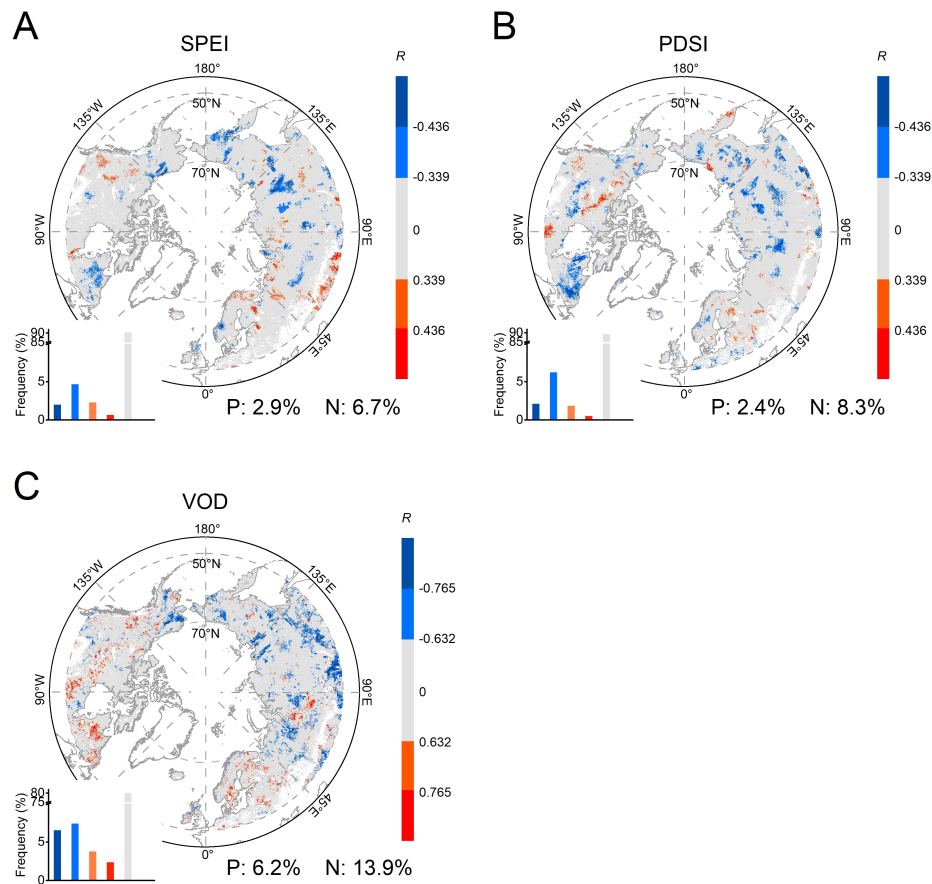 A
SPEI
R
180°
50°N
135°W
135°E
70°N
90°W
90°E
45°E
0°
-0.436
-0.339
0
0.339
0.436
Frequency (%)
90
85
5
0
P: 2.9% N: 6.7%
B
PDSI
R
180°
50°N
135°W
135°E
70°N
90°W
90°E
45°E
0°
-0.436
-0.339
0
0.339
0.436
Frequency (%)
90
85
5
0
P: 2.4% N: 8.3%
C
VOD
R
180°
50°N
135°W
135°E
70°N
90°W
90°E
45°E
0°
-0.765
-0.632
0
0.632
0.765
Frequency (%)
80
75
5
0
P: 6.2% N: 13.9%